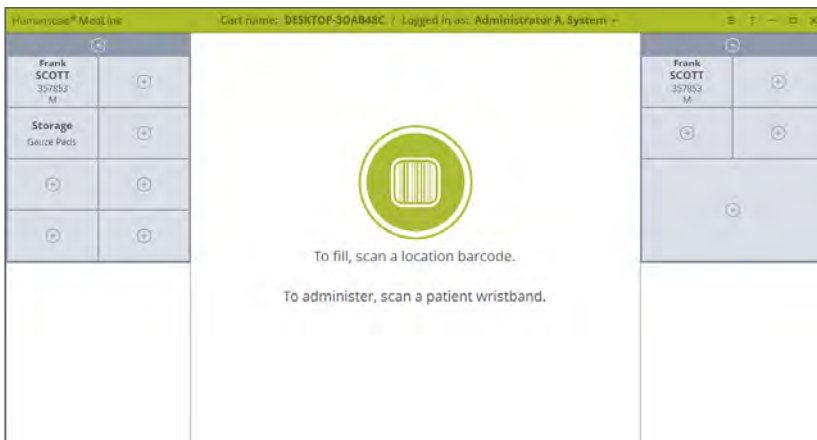 Humanscale® MedLink
Cart name: DESKTOP-3OAB48C / Logged in as: Administrator A. System
Frank
SCOTT
357853
M
Storage
Gauze Pads
To fill, scan a location barcode.
To administer, scan a patient wristband.
Frank
SCOTT
357853
M